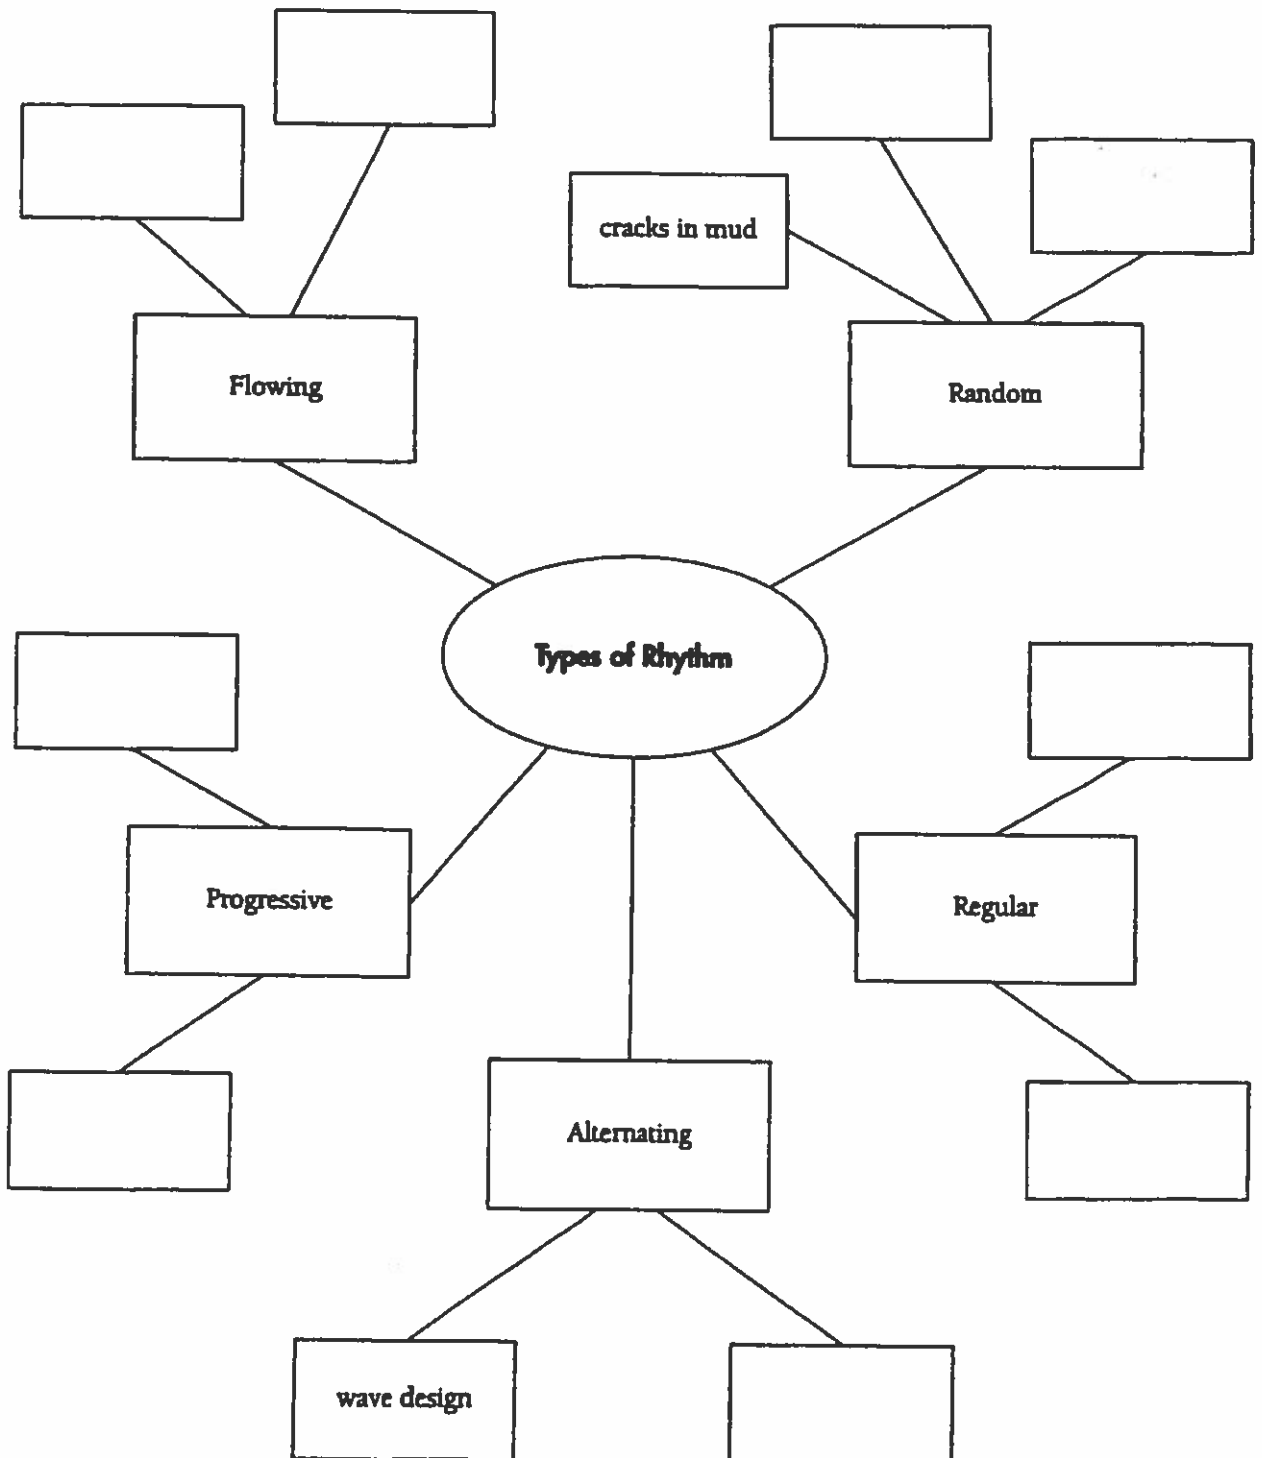 cracks in mud
Flowing
Random
Types of Rhythm
Progressive
Regular
Alternating
wave design